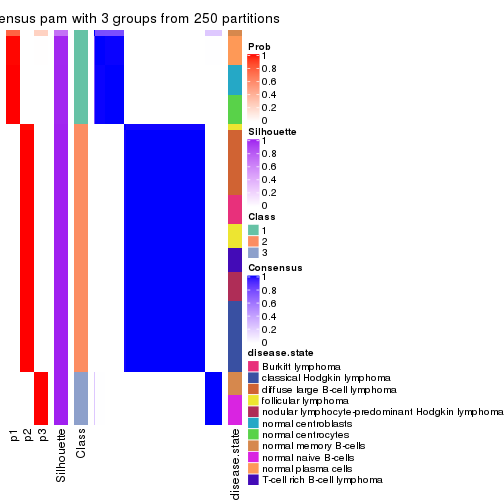 ensus pam with 3 groups from 250 partitions
Prob
1
0.8
0.6
0.4
0.2
0
Silhouette
1
0.8
0.6
0.4
0.2
0
Class
1
2
3
Consensus
1
0.8
0.6
0.4
0.2
0
disease.state
Burkitt lymphoma
classical Hodgkin lymphoma
diffuse large B-cell lymphoma
follicular lymphoma
nodular lymphocyte-predominant Hodgkin lymphoma
normal centroblasts
normal centrocytes
normal memory B-cells
normal naive B-cells
normal plasma cells
T-cell rich B-cell lymphoma
p1
p2
p3
Silhouette
Class
disease.state